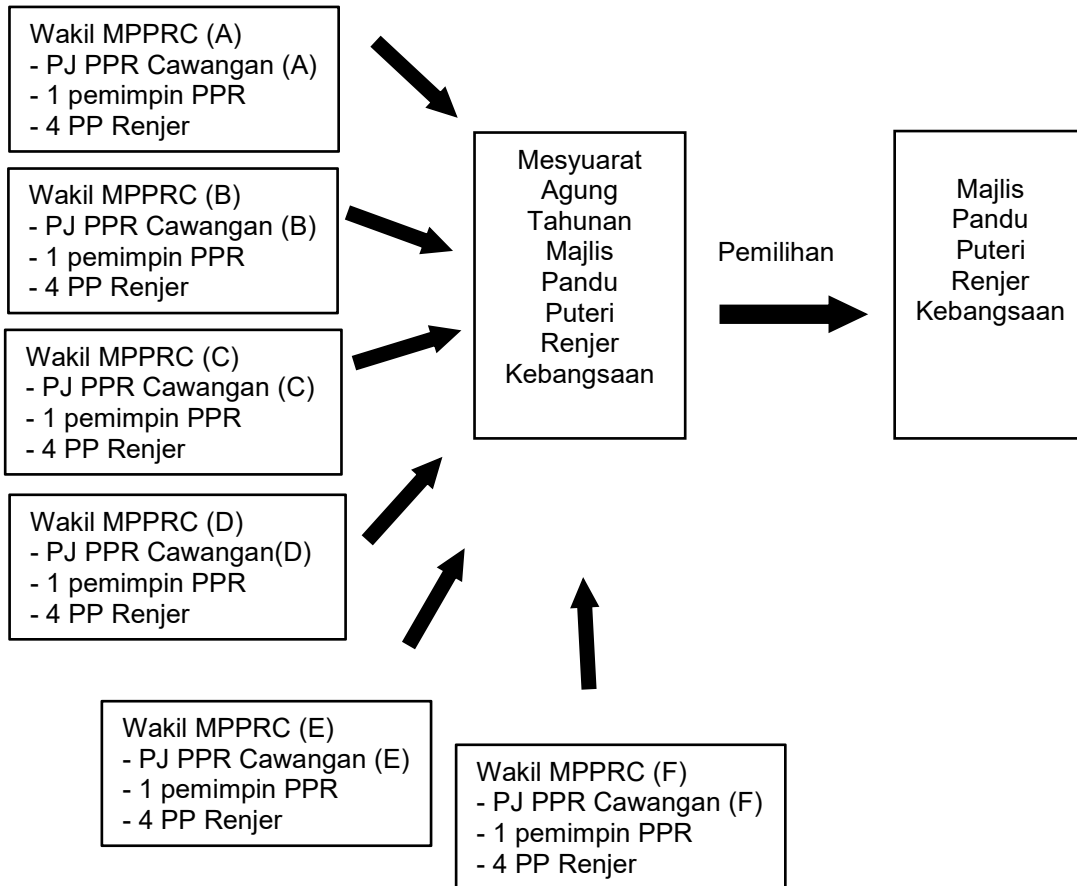 Wakil MPPRC (A)
- PJ PPR Cawangan (A)
- 1 pemimpin PPR
- 4 PP Renjer
Wakil MPPRC (B)
- PJ PPR Cawangan (B)
- 1 pemimpin PPR
- 4 PP Renjer
Wakil MPPRC (C)
- PJ PPR Cawangan (C)
- 1 pemimpin PPR
- 4 PP Renjer
Wakil MPPRC (D)
- PJ PPR Cawangan(D)
- 1 pemimpin PPR
- 4 PP Renjer
Wakil MPPRC (E)
- PJ PPR Cawangan (E)
- 1 pemimpin PPR
- 4 PP Renjer
Wakil MPPRC (F)
- PJ PPR Cawangan (F)
- 1 pemimpin PPR
- 4 PP Renjer
Mesyuarat
Agung
Tahunan
Majlis
Pandu
Puteri
Renjer
Kebangsaan
Pemilihan
Majlis
Pandu
Puteri
Renjer
Kebangsaan